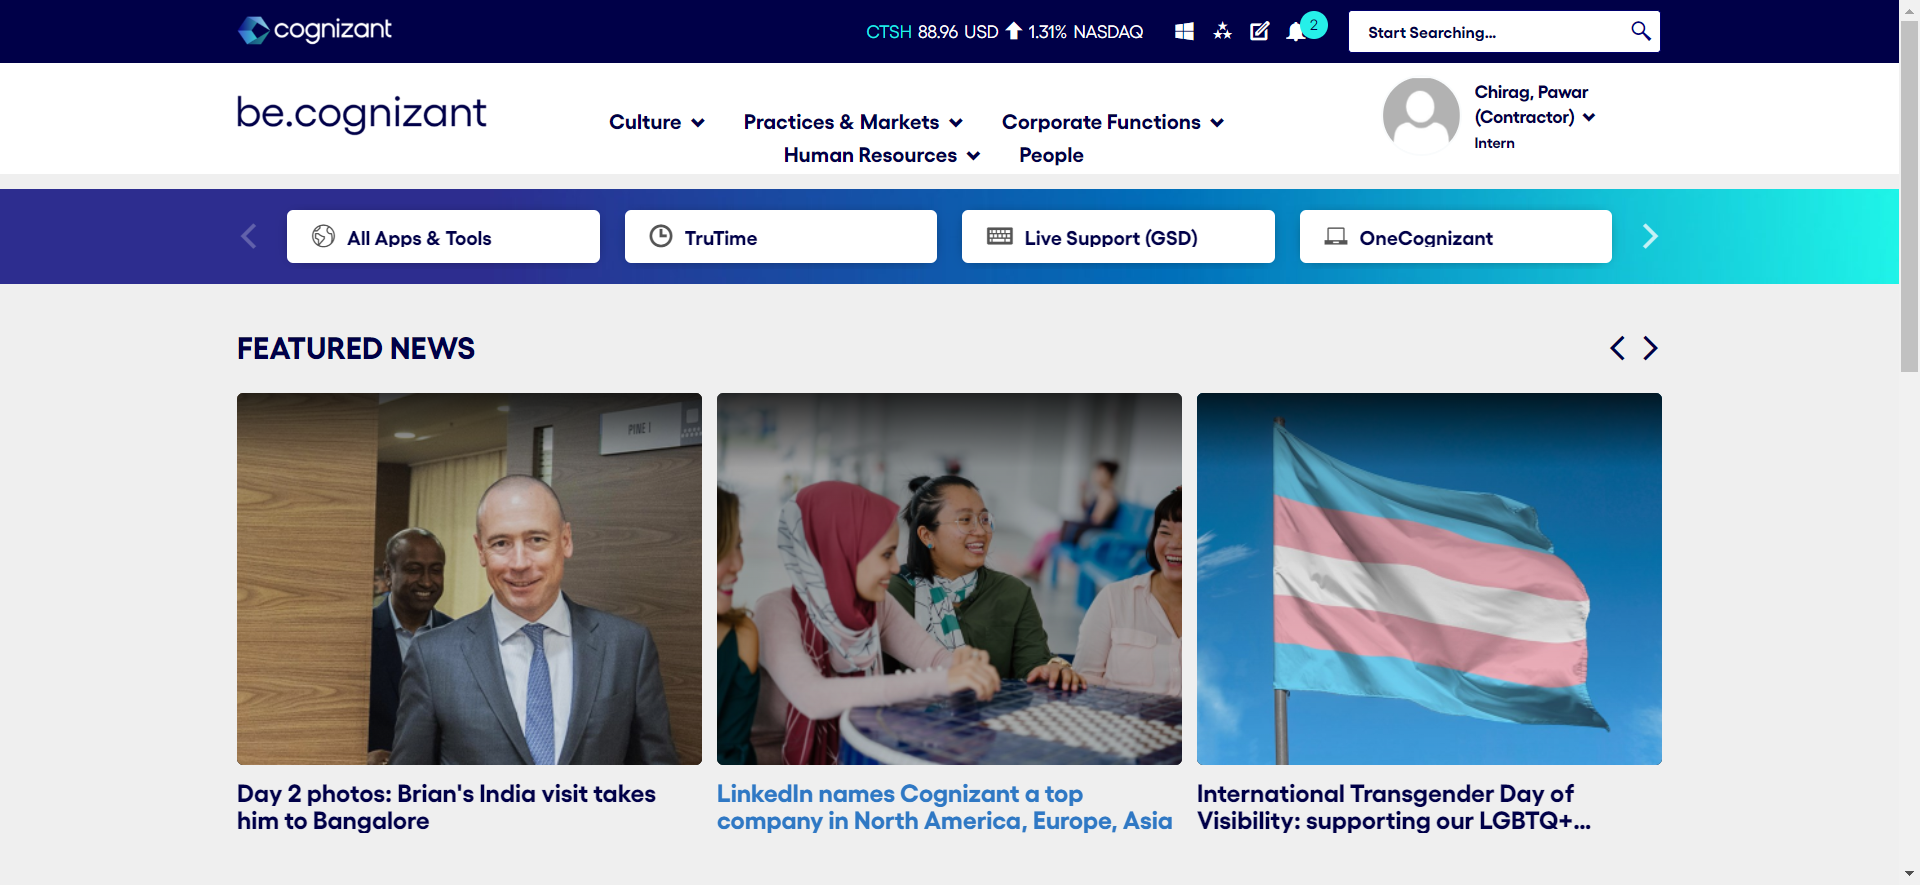 cognizant
CTSH 88.96 USD 1.31% NASDAQ
2
Start Searching...
be.cognizant
Culture
Practices & Markets
Corporate Functions
Human Resources
People
Chirag, Pawar
(Contractor)
Intern
All Apps & Tools
TruTime
Live Support (GSD)
OneCognizant
FEATURED NEWS
PINE 1
Day 2 photos: Brian's India visit takes
him to Bangalore
LinkedIn names Cognizant a top
company in North America, Europe, Asia
International Transgender Day of
Visibility: supporting our LGBTQ+...